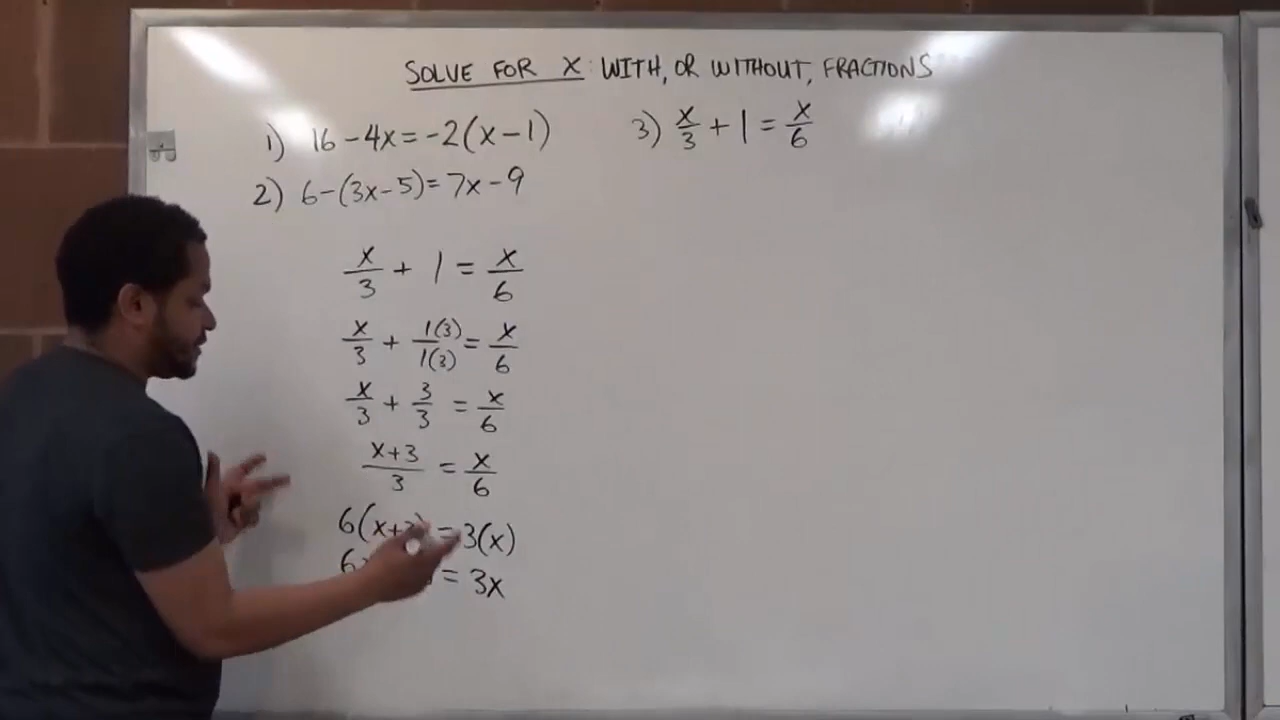 SOLVE FOR X: WITH, OR WITHOUT, FRACTIONS
1) 16-4x=-2(x-1)
2) 6-(3x-5)=7x-9
3) x/3 + 1 = x/6
x/3 + 1 = x/6
x/3 + 1(3)/1(3) = x/6
x/3 + 3/3 = x/6
x+3/3 = x/6
6(x+ = 3(x)
6 = 3x